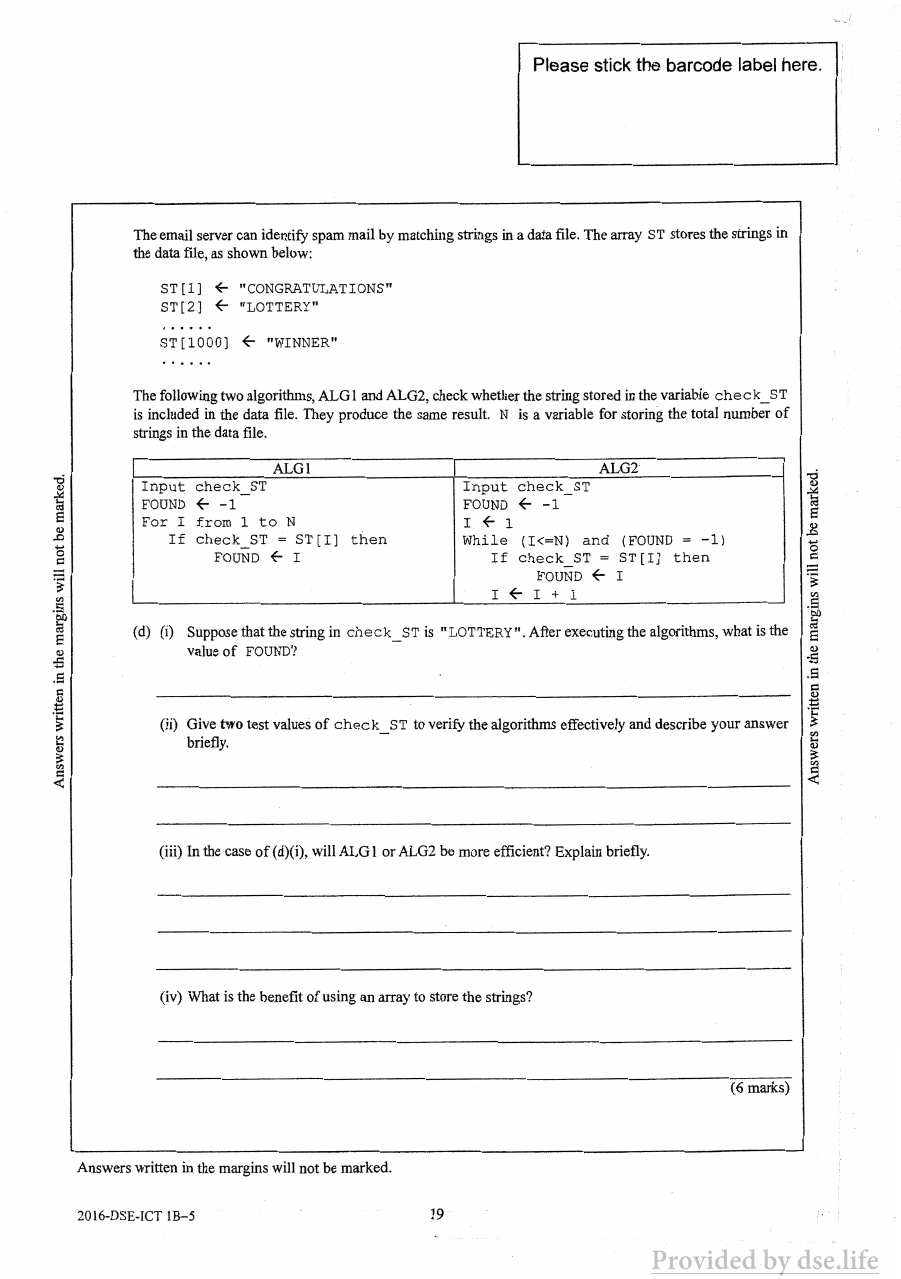 Please stick the barcode label here.
The email server can identify spam mail by matching strings in a data file. The array ST stores the strings in
the data file, as shown below:
ST[1] ← "CONGRATULATIONS"
ST[2] ← "LOTTERY"
......
ST[1000] ← "WINNER"
......
The following two algorithms, ALG1 and ALG2, check whether the string stored in the variable check_ST
is included in the data file. They produce the same result. N is a variable for storing the total number of
strings in the data file.
ALG1
Input check_ST
FOUND ← -1
For I from 1 to N
If check_ST = ST[I] then
FOUND ← I
ALG2
Input check_ST
FOUND ← -1
I ← 1
While (I<=N) and (FOUND = -1)
If check_ST = ST[I] then
FOUND ← I
I ← I + 1
(d) (i) Suppose that the string in check_ST is "LOTTERY". After executing the algorithms, what is the
value of FOUND?
(ii) Give two test values of check_ST to verify the algorithms effectively and describe your answer
briefly.
(iii) In the case of (d)(i), will ALG1 or ALG2 be more efficient? Explain briefly.
(iv) What is the benefit of using an array to store the strings?
(6 marks)
Answers written in the margins will not be marked.
Answers written in the margins will not be marked.
Answers written in the margins will not be marked.
2016-DSE-ICT 1B–5
19
Provided by dse.life